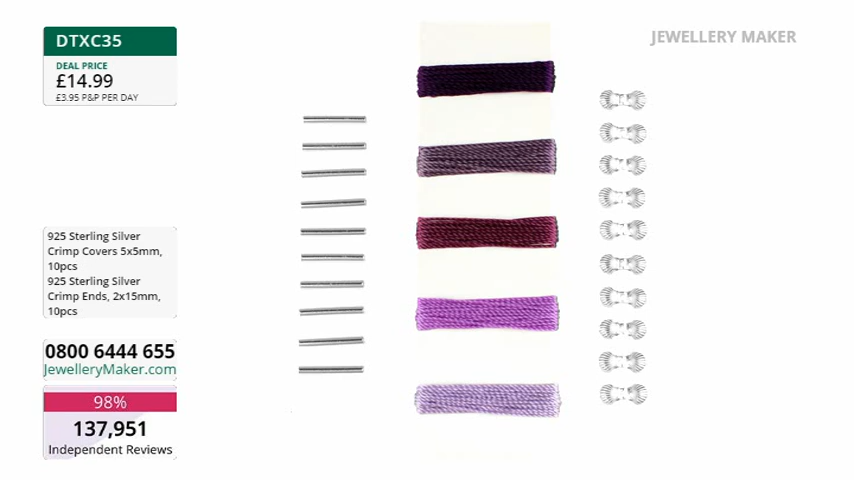 DTXC35
DEAL PRICE
£14.99
£3.95 P&P PER DAY
JEWELLERY MAKER
925 Sterling Silver
Crimp Covers 5x5mm,
10pcs
925 Sterling Silver
Crimp Ends, 2x15mm,
10pcs
0800 6444 655
JewelleryMaker.com
98%
137,951
Independent Reviews